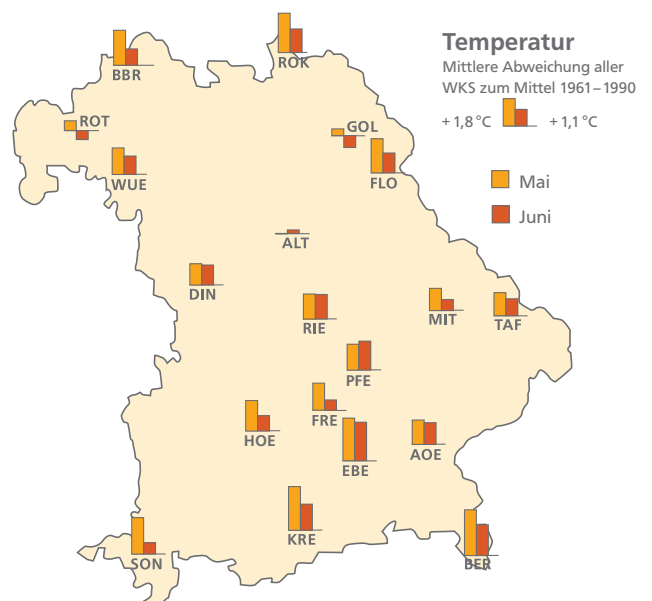 Temperatur
Mittlere Abweichung aller
WKS zum Mittel 1961–1990
+ 1,8 °C + 1,1 °C
Mai
Juni
ROK
BBR
ROT
GOL
WUE
FLO
ALT
DIN
RIE
MIT
TAF
PFE
FRE
HOE
EBE
AOE
KRE
SON
BER